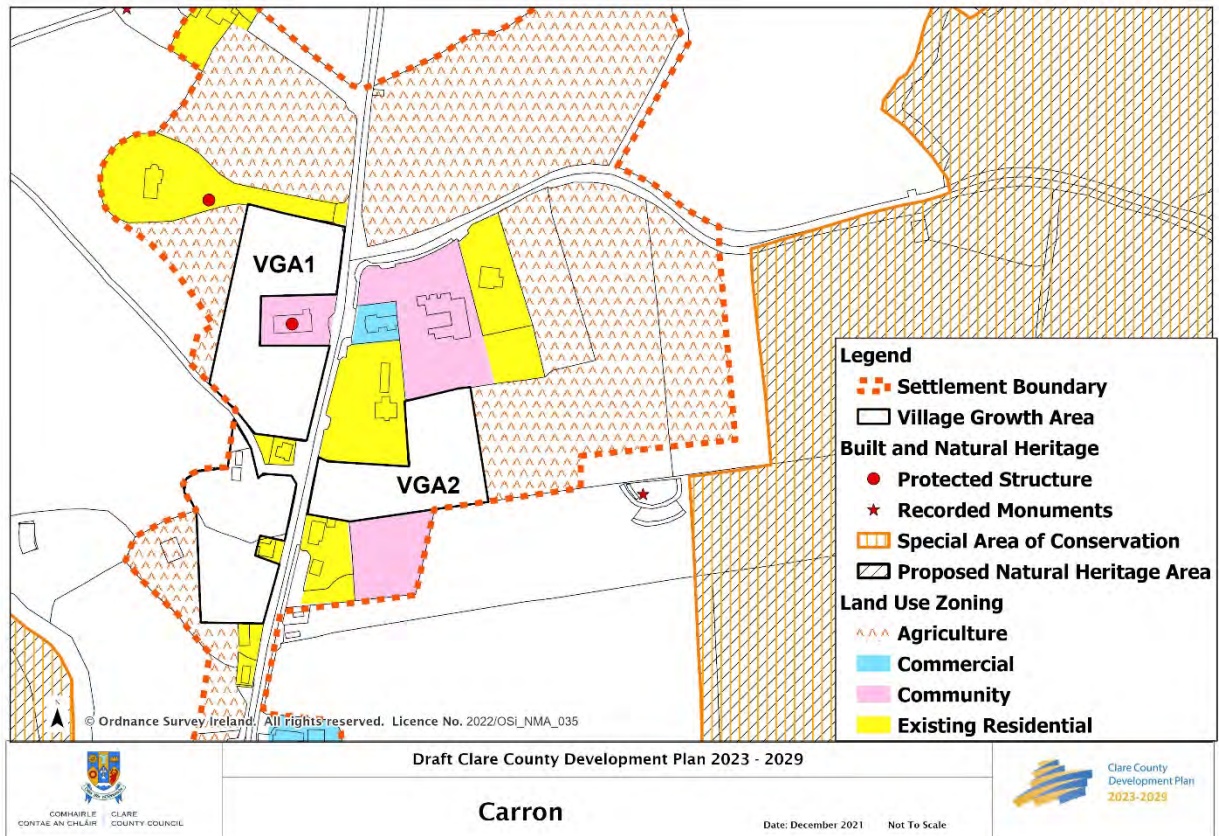 VGA1
VGA2
Legend
Settlement Boundary
Village Growth Area
Built and Natural Heritage
Protected Structure
Recorded Monuments
Special Area of Conservation
Proposed Natural Heritage Area
Land Use Zoning
Agriculture
Commercial
Community
Existing Residential
N
© Ordnance Survey Ireland. All rights reserved. Licence No. 2022/OSi_NMA_035
COMHAIRLE
CONTAE AN CHLÁIR
CLARE
COUNTY COUNCIL
Draft Clare County Development Plan 2023 - 2029
Carron
Date: December 2021 Not To Scale
Clare County
Development Plan
2023-2029